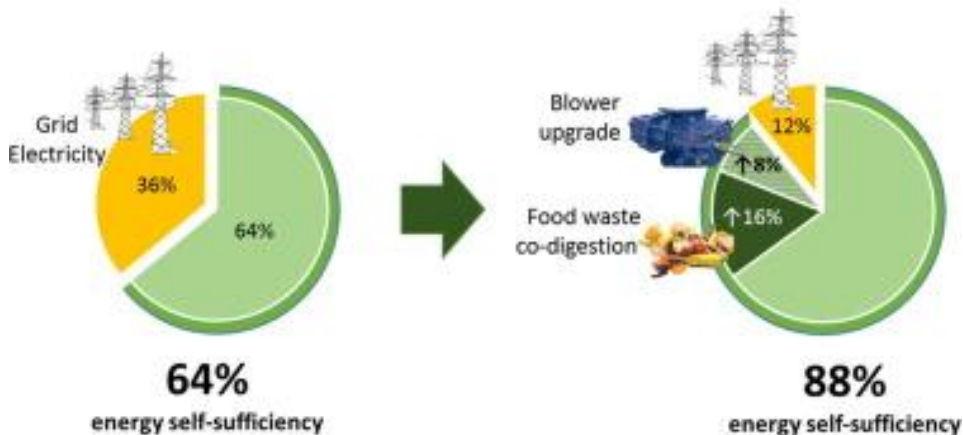 Grid
Electricity
36%
64%
64%
energy self-sufficiency
Blower
upgrade
12%
↑8%
Food waste
co-digestion
↑16%
88%
energy self-sufficiency